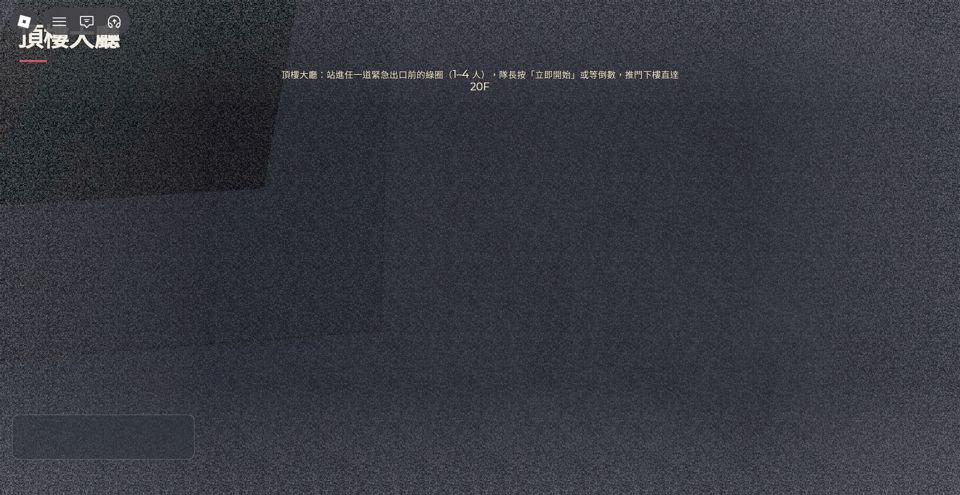 頂樓大廳
頂樓大廳：站進任一道緊急出口前的綠圈（1–4 人），隊長按「立即開始」或等倒數，推門下樓直達
20F